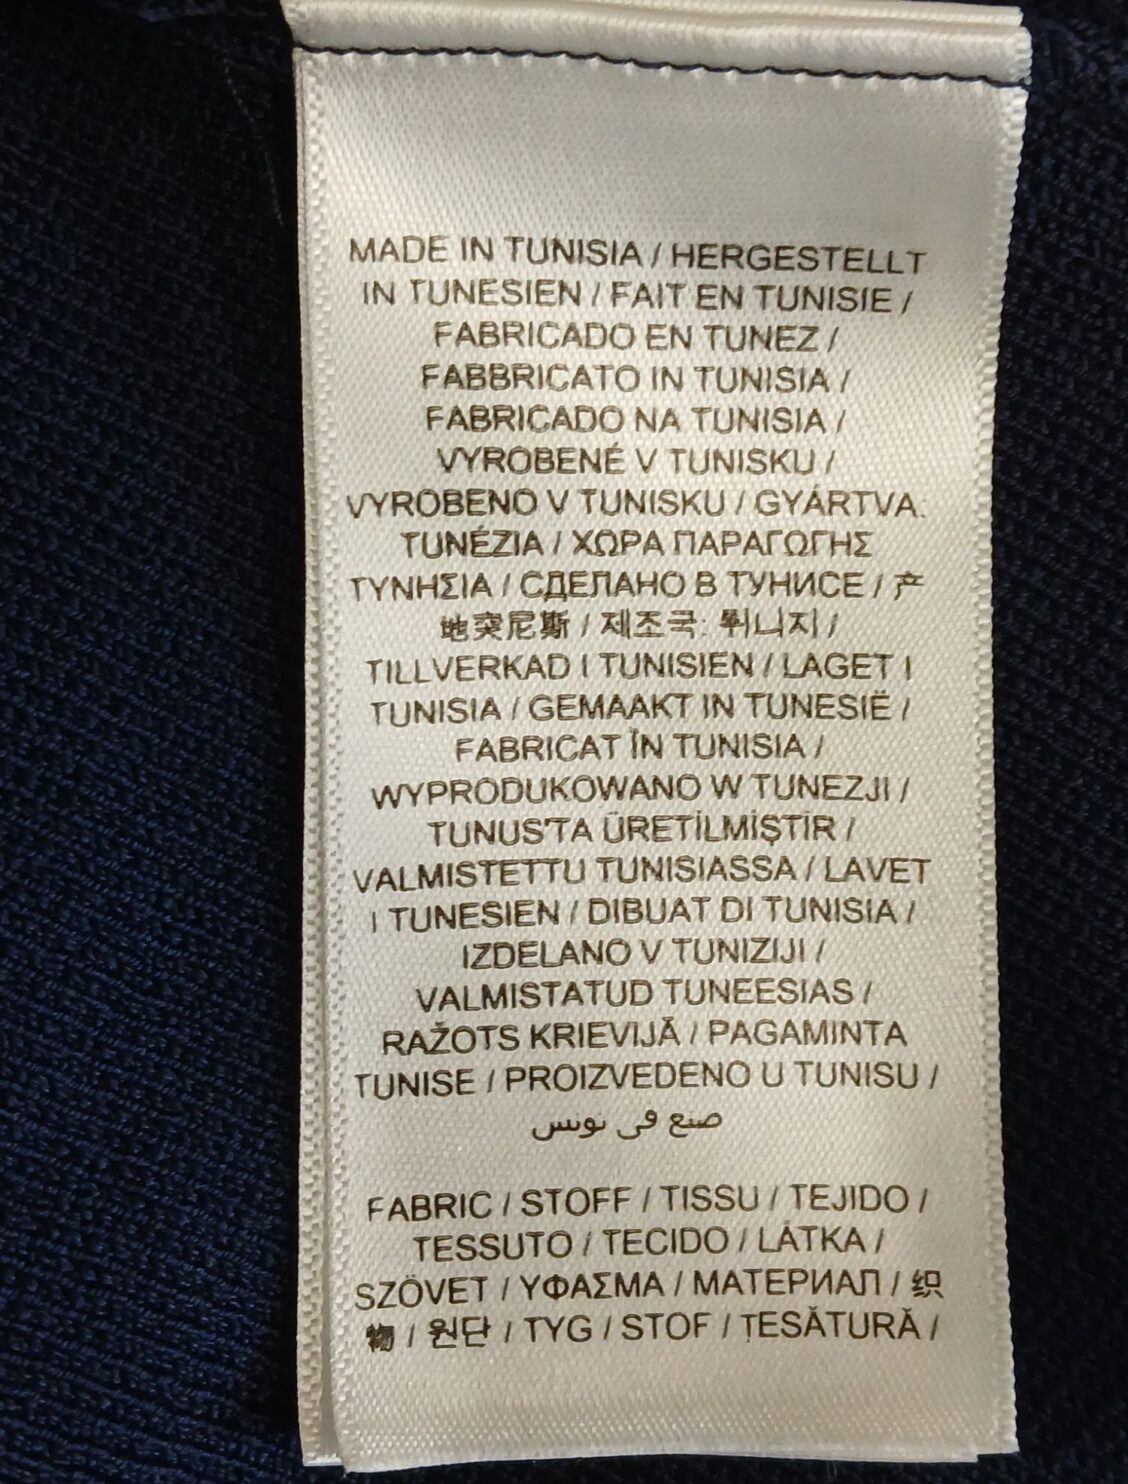 MADE IN TUNISIA / HERGESTELLT
IN TUNESIEN / FAIT EN TUNISIE /
FABRICADO EN TUNEZ /
FABBRICATO IN TUNISIA /
FABRICADO NA TUNISIA /
VYROBENÉ V TUNISKU /
VYROBENO V TUNISKU / GYÁRTVA:
TUNÉZIA / ΧΩΡΑ ΠΑΡΑΓΩΓΗΣ
ΤΥΝΗΣΙΑ / СДЕЛАНО В ТУНИСЕ / 产
地突尼斯 / 제조국: 튀니지 /
TILLVERKAD I TUNISIEN / LAGET I
TUNISIA / GEMAAKT IN TUNESIË /
FABRICAT ÎN TUNISIA /
WYPRODUKOWANO W TUNEZJI /
TUNUS'TA ÜRETİLMİŞTİR /
VALMISTETTU TUNISIASSA / LAVET
I TUNESIEN / DIBUAT DI TUNISIA /
IZDELANO V TUNIZIJI /
VALMISTATUD TUNEESIAS /
RAŽOTS KRIEVIJĀ / PAGAMINTA
TUNISE / PROIZVEDENO U TUNISU /
صنع في تونس
FABRIC / STOFF / TISSU / TEJIDO /
TESSUTO / TECIDO / LÁTKA /
SZÖVET / ΥΦΑΣΜΑ / МАТЕРИАЛ / 织
物 / 원단 / TYG / STOF / ȚESĂTURĂ /